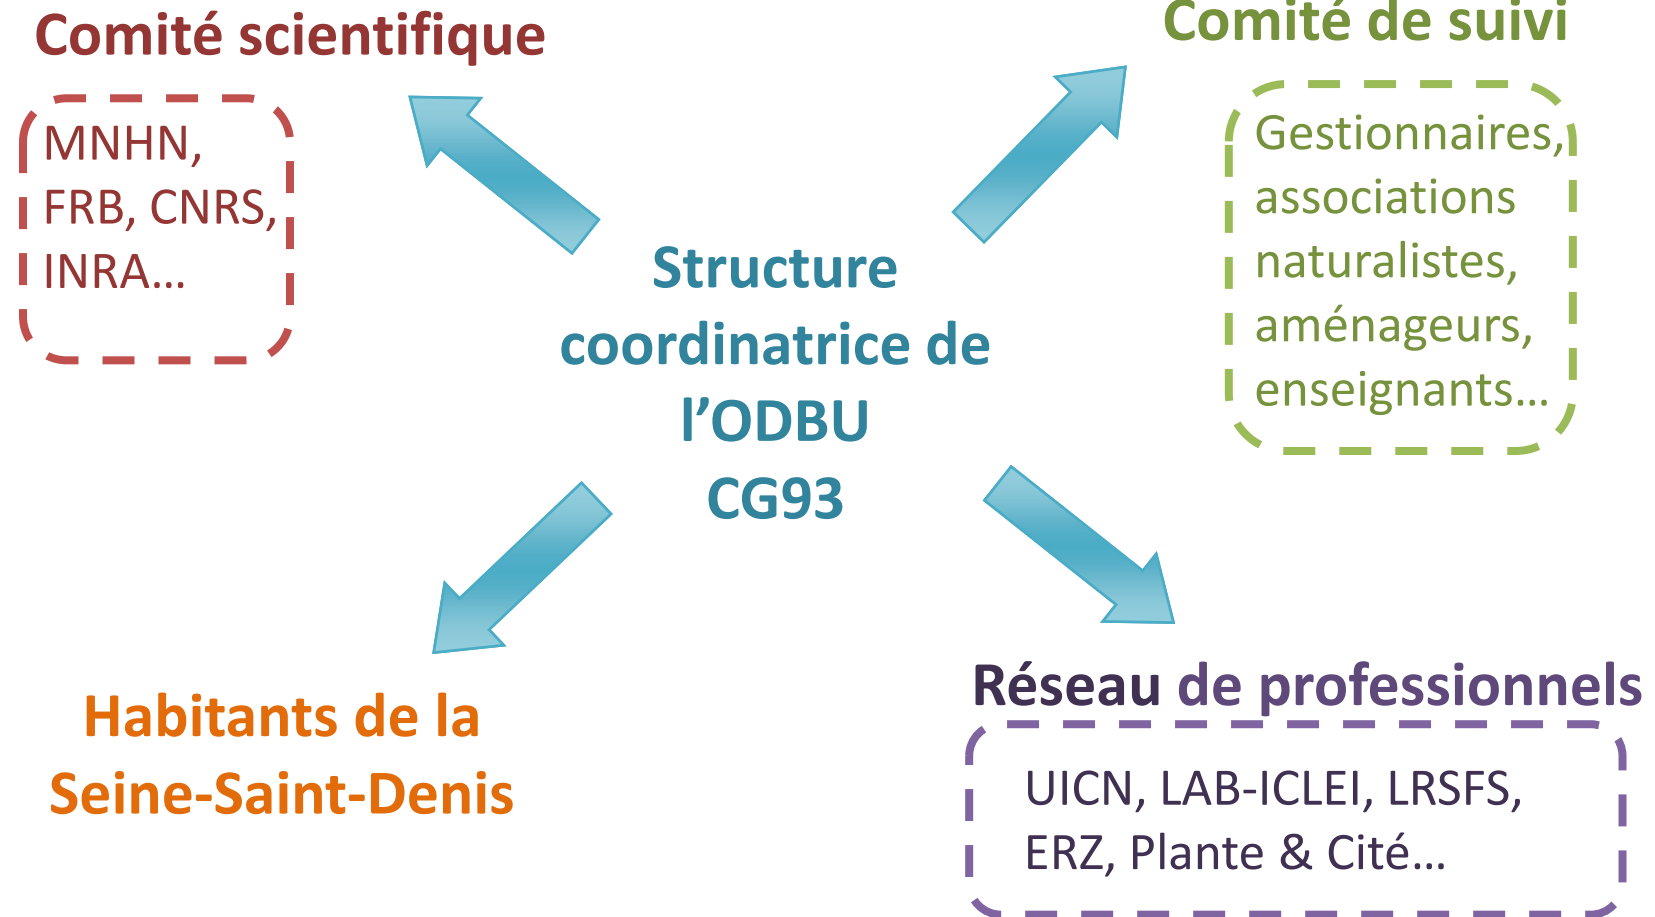 Comité scientifique
MNHN,
FRB, CNRS,
INRA…
Comité de suivi
Gestionnaires,
associations
naturalistes,
aménageurs,
enseignants…
Structure
coordinatrice de
l’ODBU
CG93
Habitants de la
Seine-Saint-Denis
Réseau de professionnels
UICN, LAB-ICLEI, LRSFS,
ERZ, Plante & Cité…